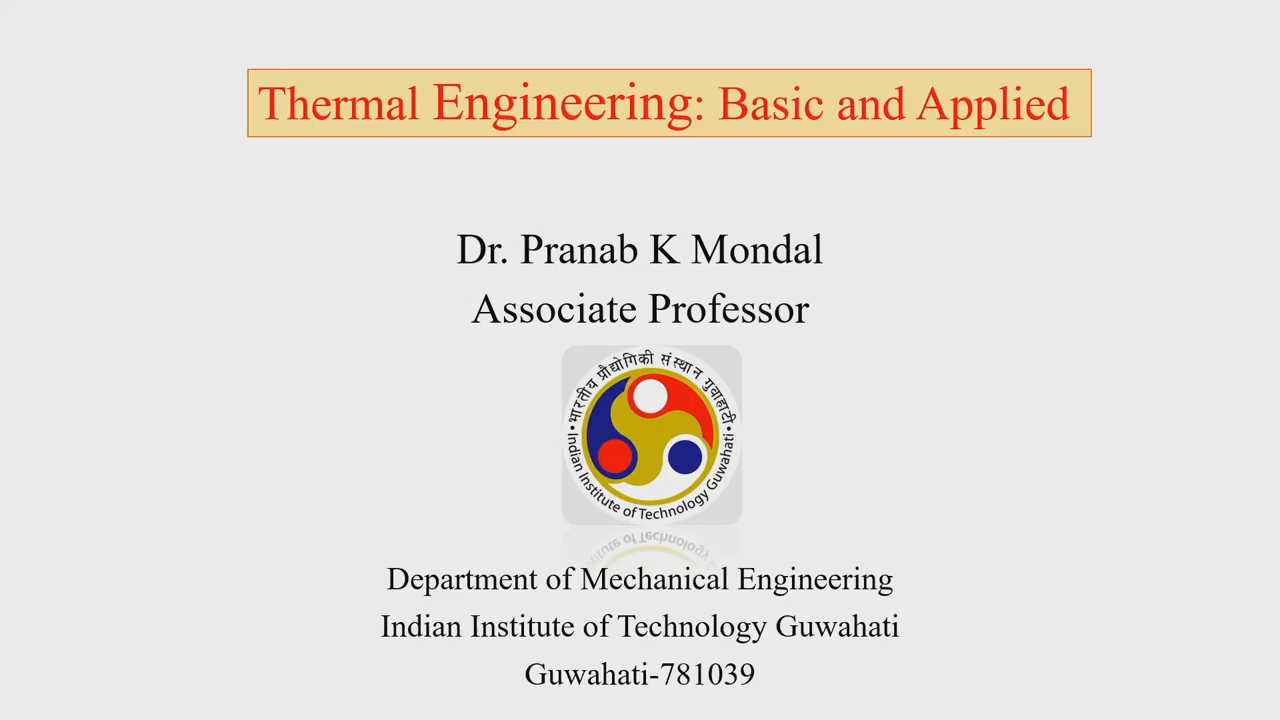 Thermal Engineering: Basic and Applied
Dr. Pranab K Mondal
Associate Professor
भारतीय प्रौद्योगिकी संस्थान गुवाहाटी
Indian Institute of Technology Guwahati
Department of Mechanical Engineering
Indian Institute of Technology Guwahati
Guwahati-781039